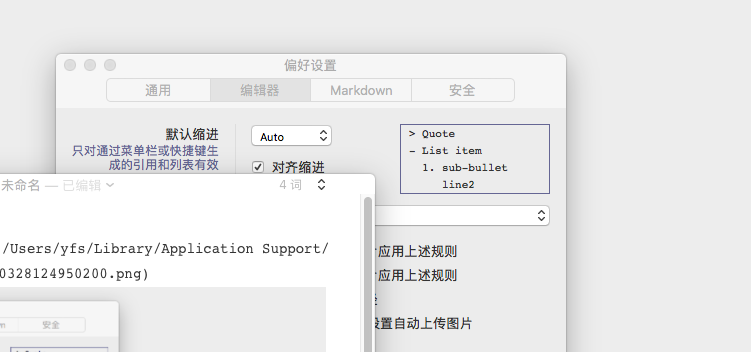 偏好设置
通用 编辑器 Markdown 安全
默认缩进 Auto
只对通过菜单栏或快捷键生
成的引用和列表有效
对齐缩进
> Quote
- List item
1. sub-bullet
line2
未命名 — 已编辑 4 词
/Users/yfs/Library/Application Support/
0328124950200.png)
应用上述规则
应用上述规则
设置自动上传图片
安全